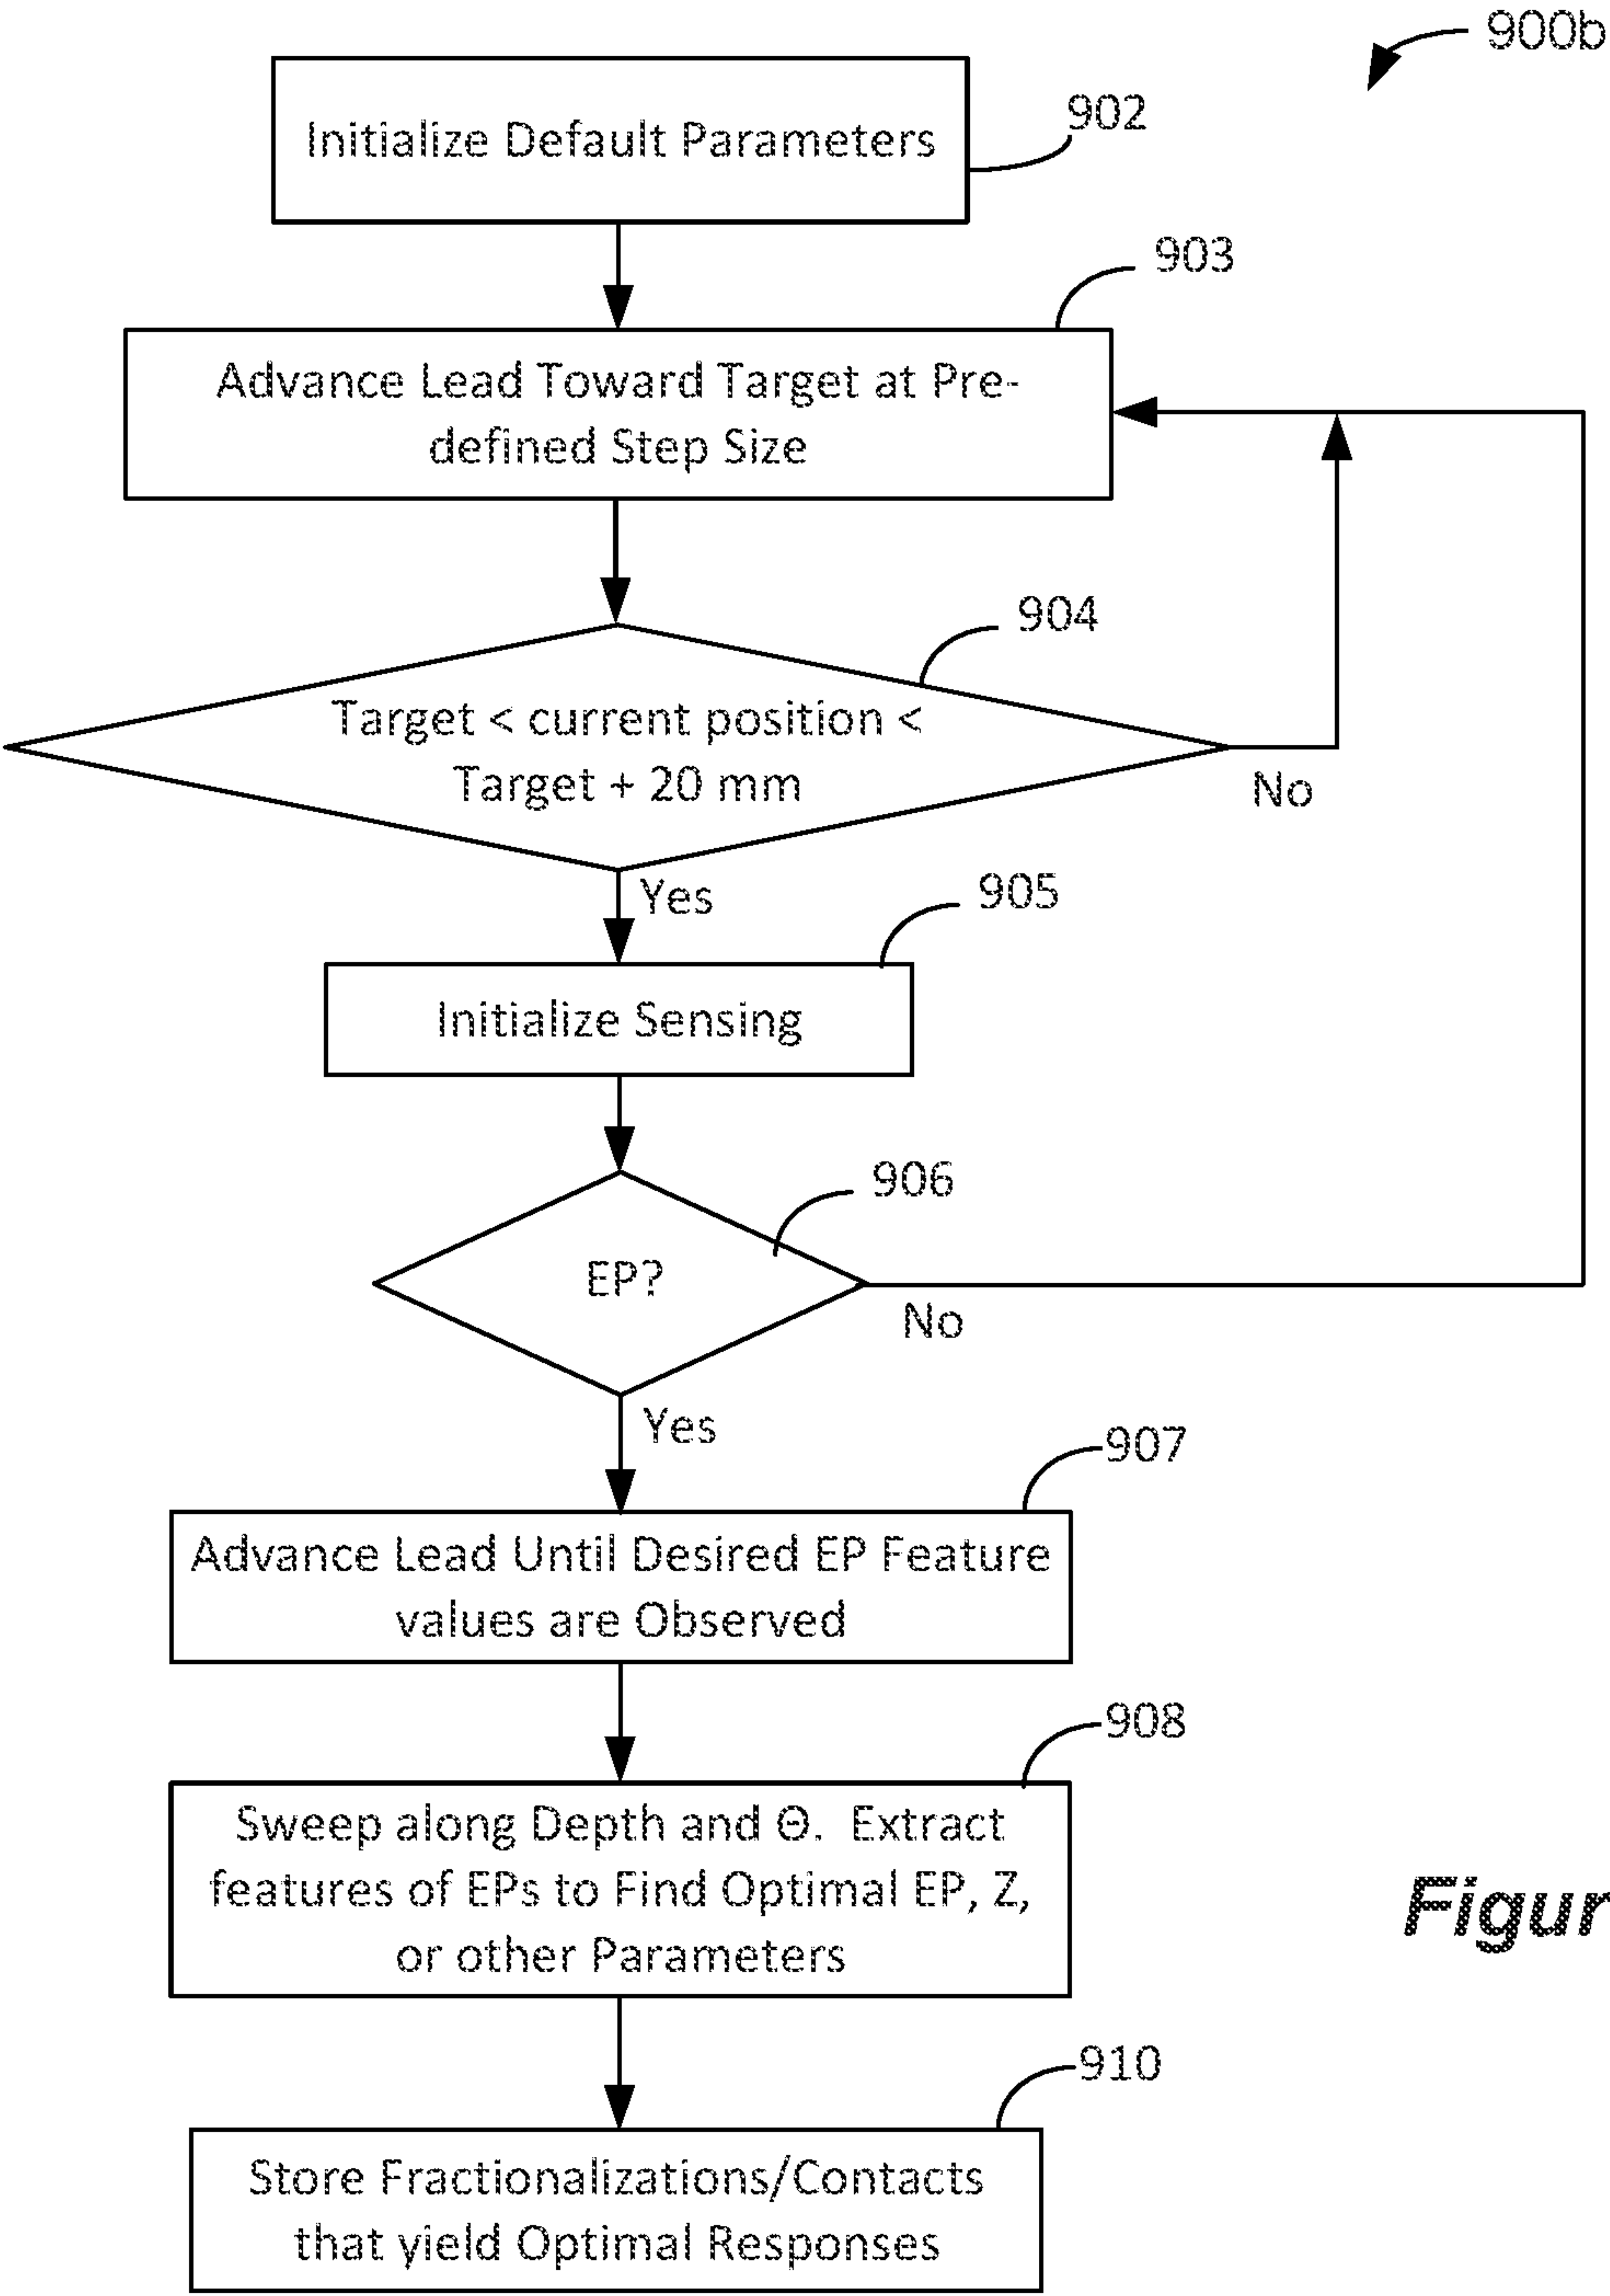 900b
Initialize Default Parameters
902
903
Advance Lead Toward Target at Pre-
defined Step Size
904
Target < current position <
Target + 20 mm
No
Yes
905
Initialize Sensing
906
EP?
No
Yes
907
Advance Lead Until Desired EP Feature
values are Observed
908
Sweep along Depth and Θ. Extract
features of EPs to Find Optimal EP, Z,
or other Parameters
Figur
910
Store Fractionalizations/Contacts
that yield Optimal Responses